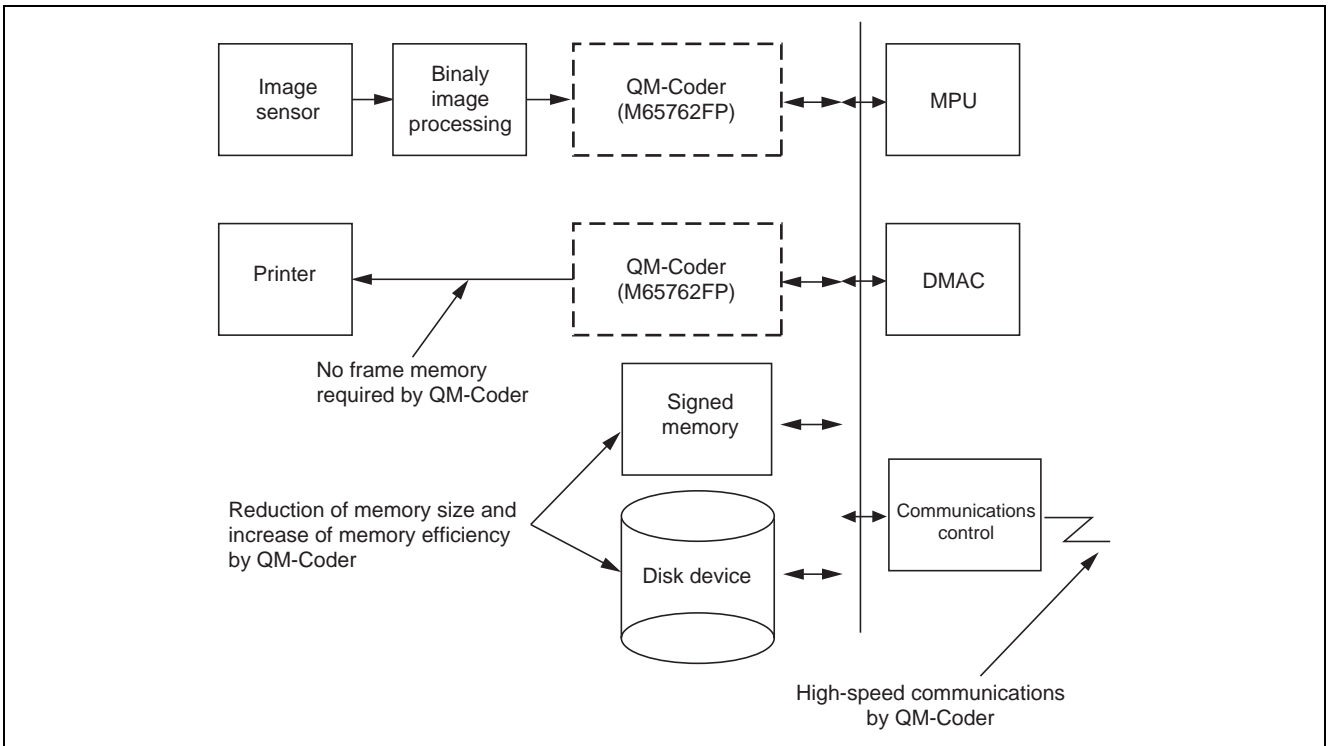 Image
sensor
Binaly
image
processing
QM-Coder
(M65762FP)
MPU
Printer
QM-Coder
(M65762FP)
DMAC
No frame memory
required by QM-Coder
Signed
memory
Reduction of memory size and
increase of memory efficiency
by QM-Coder
Communications
control
Disk device
High-speed communications
by QM-Coder